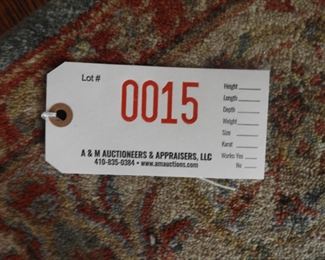 Lot #
0015
Height
Length
Depth
Weight
Size
Karat
Works Yes
No
A & M AUCTIONEERS & APPRAISERS, LLC
410-835-0384 • www.amauctions.com